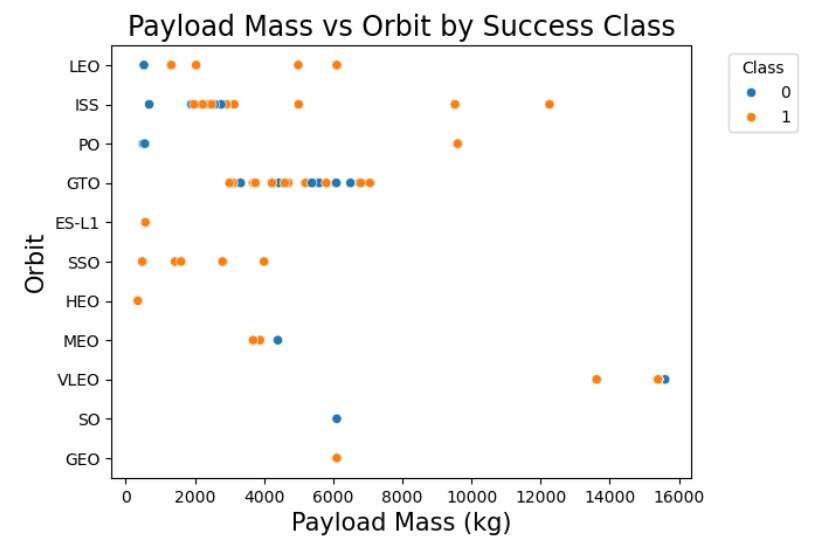 Payload Mass vs Orbit by Success Class
Class
0
1
LEO
ISS
PO
GTO
ES-L1
SSO
HEO
MEO
VLEO
SO
GEO
Orbit
0 2000 4000 6000 8000 10000 12000 14000 16000
Payload Mass (kg)